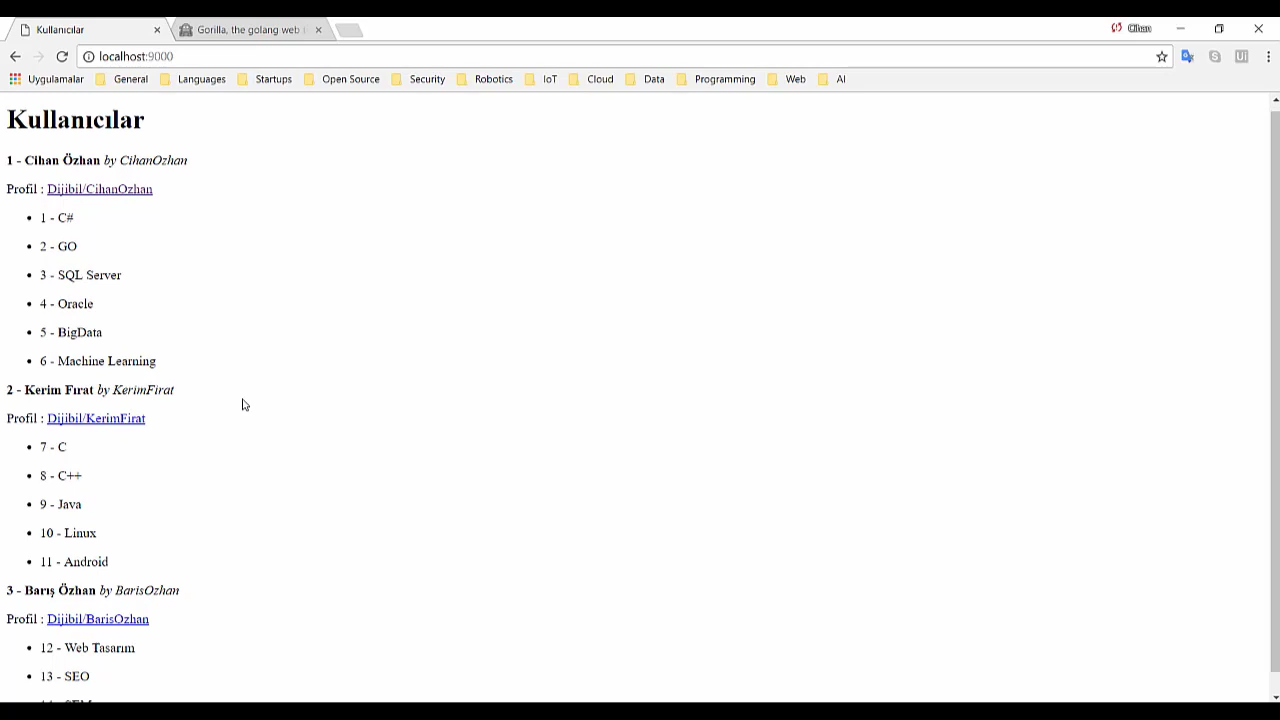 Kullanıcılar
Gorilla, the golang web
Cihan
localhost:9000
Uygulamalar General Languages Startups Open Source Security Robotics IoT Cloud Data Programming Web AI
Kullanıcılar
1 - Cihan Özhan by CihanOzhan
Profil : Dijibil/CihanOzhan
1 - C#
2 - GO
3 - SQL Server
4 - Oracle
5 - BigData
6 - Machine Learning
2 - Kerim Fırat by KerimFirat
Profil : Dijibil/KerimFirat
7 - C
8 - C++
9 - Java
10 - Linux
11 - Android
3 - Barış Özhan by BarisOzhan
Profil : Dijibil/BarisOzhan
12 - Web Tasarım
13 - SEO